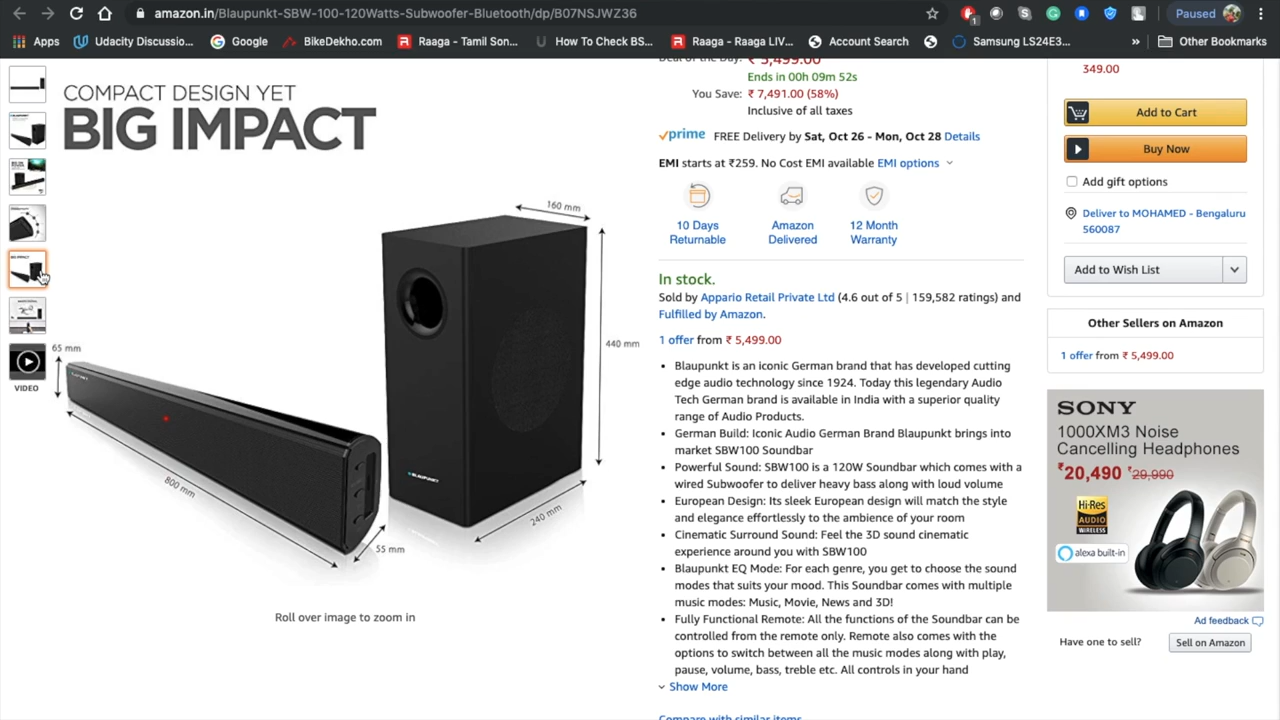 amazon.in/Blaupunkt-SBW-100-120Watts-Subwoofer-Bluetooth/dp/B07NSJWZ36
Paused
Apps
Udacity Discussio...
Google
BikeDekho.com
Raaga - Tamil Son...
How To Check BS...
Raaga - Raaga LIV...
Account Search
Samsung LS24E3...
»
Other Bookmarks
COMPACT DESIGN YET
BIG IMPACT
160 mm
440 mm
240 mm
65 mm
800 mm
55 mm
BLAUPUNKT
VIDEO
Roll over image to zoom in
Deal of the Day: ₹ 5,499.00
Ends in 00h 09m 52s
You Save: ₹ 7,491.00 (58%)
Inclusive of all taxes
prime FREE Delivery by Sat, Oct 26 - Mon, Oct 28 Details
EMI starts at ₹259. No Cost EMI available EMI options
10 Days
Returnable
Amazon
Delivered
12 Month
Warranty
In stock.
Sold by Appario Retail Private Ltd (4.6 out of 5 | 159,582 ratings) and
Fulfilled by Amazon.
1 offer from ₹ 5,499.00
• Blaupunkt is an iconic German brand that has developed cutting
edge audio technology since 1924. Today this legendary Audio
Tech German brand is available in India with a superior quality
range of Audio Products.
• German Build: Iconic Audio German Brand Blaupunkt brings into
market SBW100 Soundbar
• Powerful Sound: SBW100 is a 120W Soundbar which comes with a
wired Subwoofer to deliver heavy bass along with loud volume
• European Design: Its sleek European design will match the style
and elegance effortlessly to the ambience of your room
• Cinematic Surround Sound: Feel the 3D sound cinematic
experience around you with SBW100
• Blaupunkt EQ Mode: For each genre, you get to choose the sound
modes that suits your mood. This Soundbar comes with multiple
music modes: Music, Movie, News and 3D!
• Fully Functional Remote: All the functions of the Soundbar can be
controlled from the remote only. Remote also comes with the
options to switch between all the music modes along with play,
pause, volume, bass, treble etc. All controls in your hand
Show More
Compare with similar items
349.00
Add to Cart
Buy Now
Add gift options
Deliver to MOHAMED - Bengaluru
560087
Add to Wish List
Other Sellers on Amazon
1 offer from ₹ 5,499.00
SONY
1000XM3 Noise
Cancelling Headphones
₹20,490 ₹29,990
Hi-Res
AUDIO
WIRELESS
alexa built-in
Ad feedback
Have one to sell?
Sell on Amazon